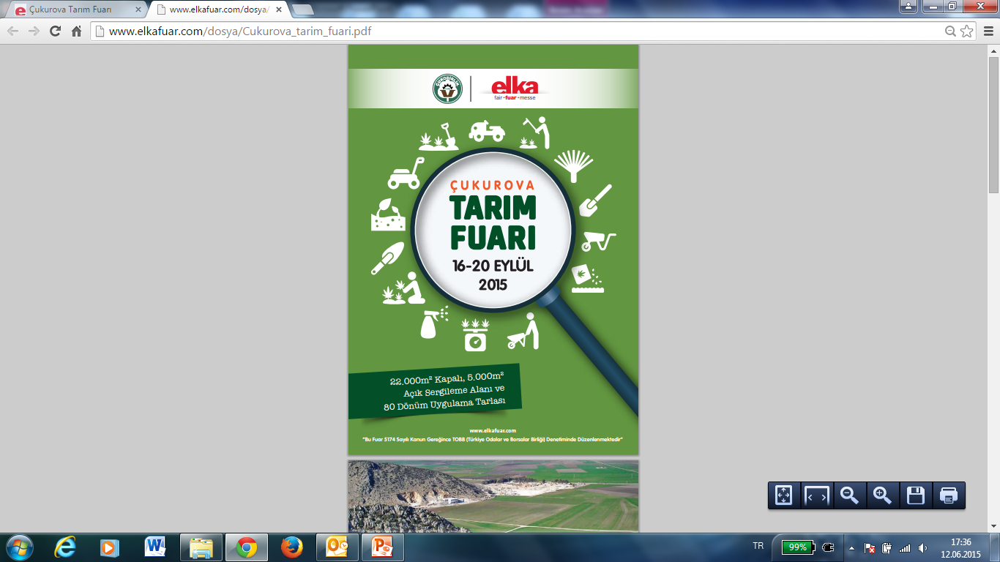 Çukurova Tarım Fuarı
www.elkafuar.com/dosya/
www.elkafuar.com/dosya/Cukurova_tarim_fuari.pdf
ÇUKOBİRLİK
elka
fair • fuar • messe
ÇUKUROVA
TARIM
FUARI
16-20 EYLÜL
2015
22.000m² Kapalı, 5.000m²
Açık Sergileme Alanı ve
80 Dönüm Uygulama Tarlası
www.elkafuar.com
"Bu Fuar 5174 Sayılı Kanun Gereğince TOBB (Türkiye Odalar ve Borsalar Birliği) Denetiminde Düzenlenmektedir"
TR
99%
17:36
12.06.2015